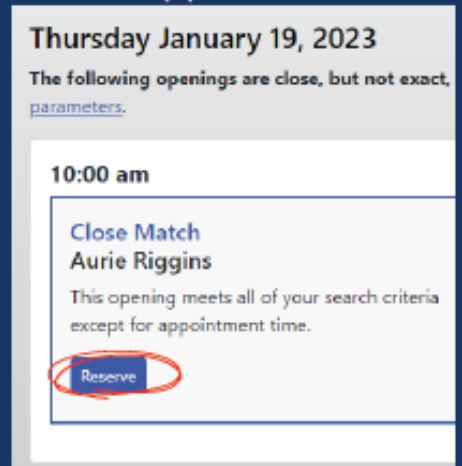 Thursday January 19, 2023
The following openings are close, but not exact,
parameters.
10:00 am
Close Match
Aurie Riggins
This opening meets all of your search criteria
except for appointment time.
Reserve